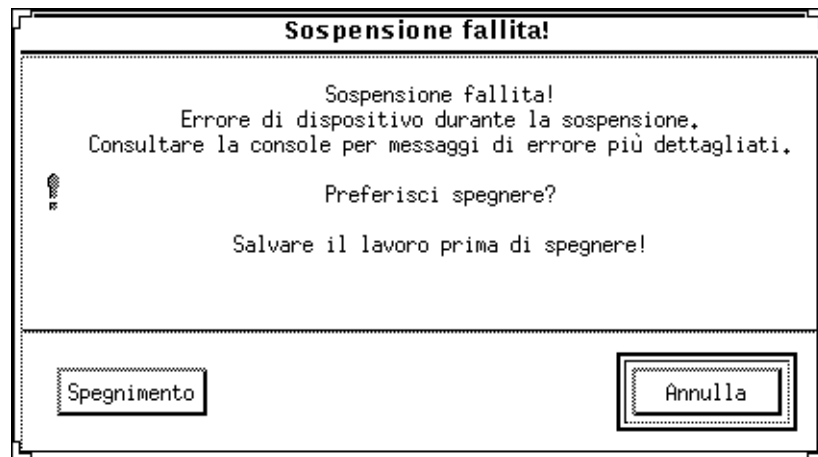 Sospensione fallita!
Sospensione fallita!
Errore di dispositivo durante la sospensione.
Consultare la console per messaggi di errore più dettagliati.
Preferisci spegnere?
Salvare il lavoro prima di spegnere!
Spegnimento
Annulla